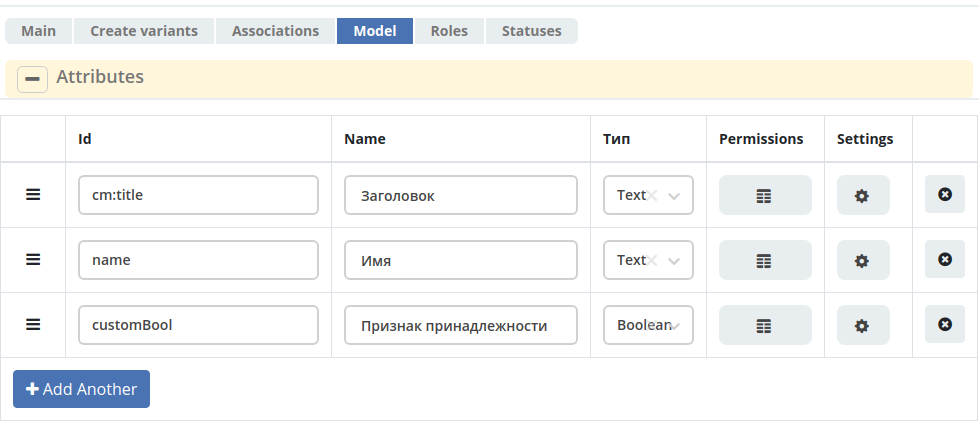 Main Create variants Associations Model Roles Statuses
Attributes
Id Name Тип Permissions Settings
cm:title Заголовок Text
name Имя Text
customBool Признак принадлежности Boolean
Add Another